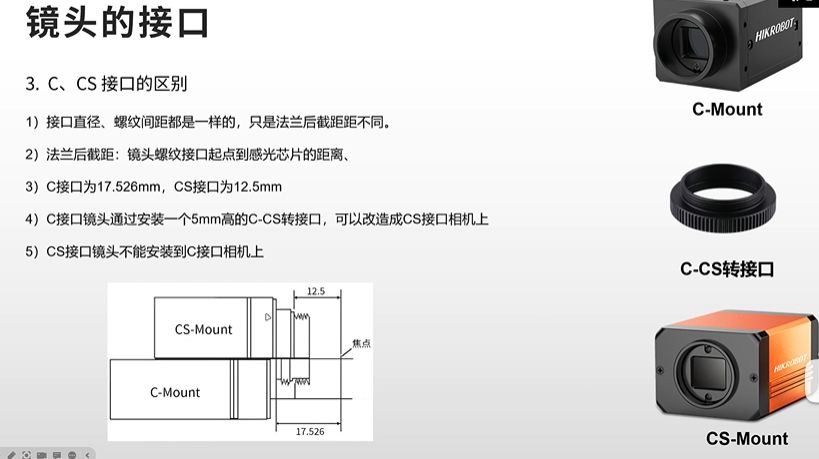 镜头的接口
3. C、CS 接口的区别
1）接口直径、螺纹间距都是一样的，只是法兰后截距距不同。
2）法兰后截距：镜头螺纹接口起点到感光芯片的距离、
3）C接口为17.526mm，CS接口为12.5mm
4）C接口镜头通过安装一个5mm高的C-CS转接口，可以改造成CS接口相机上
5）CS接口镜头不能安装到C接口相机上
12.5
CS-Mount
焦点
C-Mount
17.526
HIKROBOT
C-Mount
C-CS转接口
HIKROBOT
CS-Mount